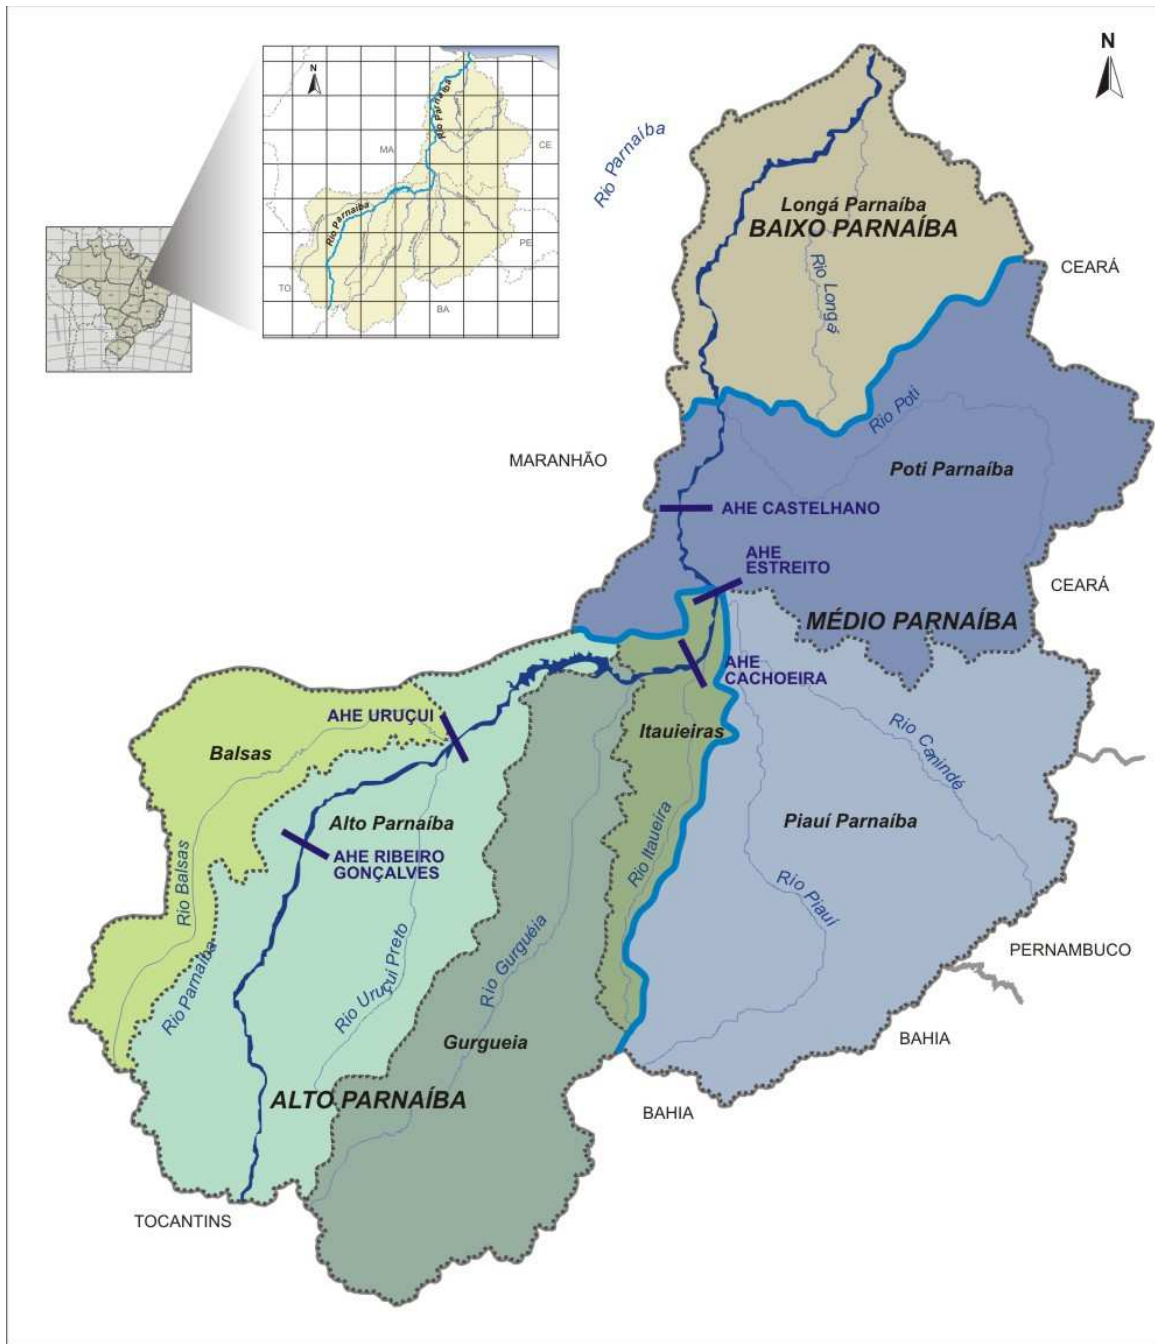 N
N
Rio Parnaíba
MA
CE
Rio Parnaíba
PE
TO
BA
Rio Parnaíba
Longá Parnaíba
BAIXO PARNAÍBA
Rio Longá
CEARÁ
Rio Poti
MARANHÃO
Poti Parnaíba
AHE CASTELHANO
AHE
ESTREITO
CEARÁ
MÉDIO PARNAÍBA
AHE
CACHOEIRA
AHE URUÇUI
Itauieiras
Rio Canindé
Balsas
Alto Parnaíba
Piauí Parnaíba
AHE RIBEIRO
GONÇALVES
Rio Balsas
Rio Itaueira
Rio Piauí
Rio Parnaíba
Rio Uruçui Preto
Rio Gurguéia
PERNAMBUCO
Gurgueia
BAHIA
ALTO PARNAÍBA
BAHIA
TOCANTINS